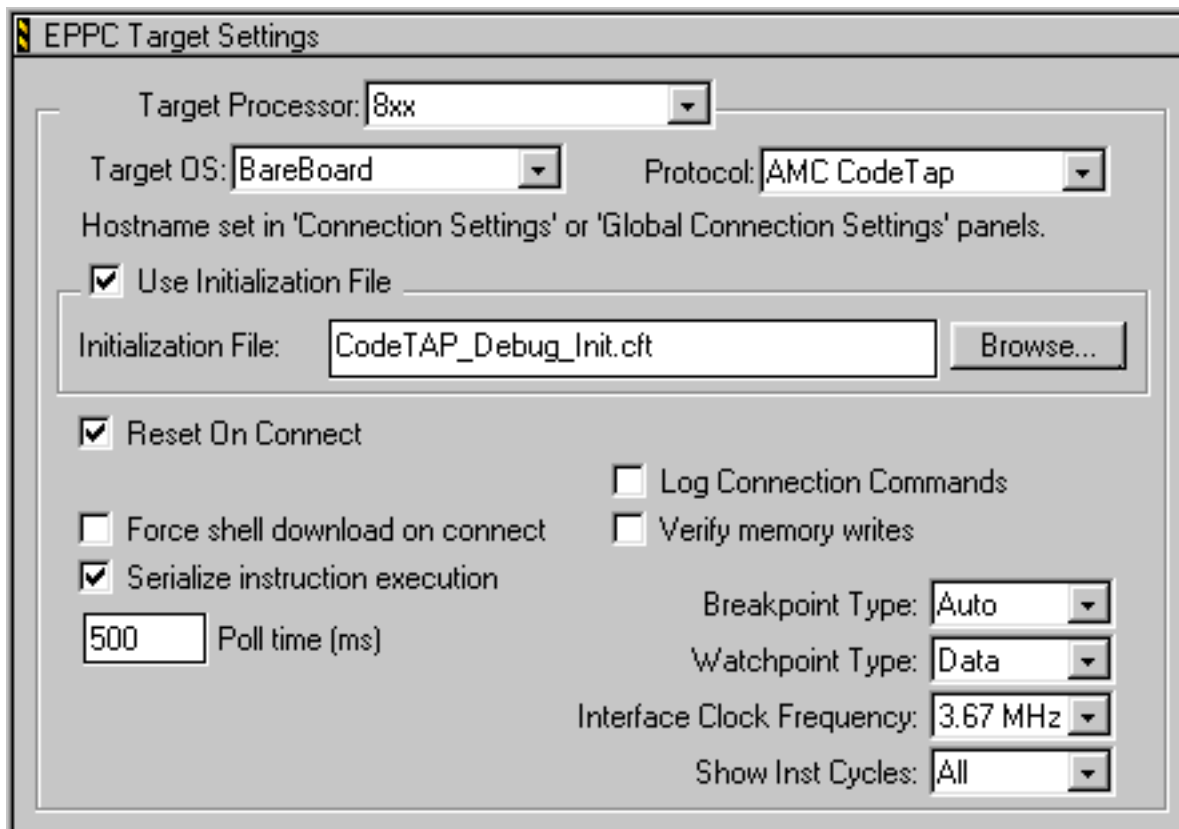 EPPC Target Settings
Target Processor: 8xx
Target OS: BareBoard Protocol: AMC CodeTap
Hostname set in 'Connection Settings' or 'Global Connection Settings' panels.
Use Initialization File
Initialization File: CodeTAP_Debug_Init.cft Browse...
Reset On Connect
Log Connection Commands
Force shell download on connect Verify memory writes
Serialize instruction execution
Breakpoint Type: Auto
500 Poll time (ms)
Watchpoint Type: Data
Interface Clock Frequency: 3.67 MHz
Show Inst Cycles: All